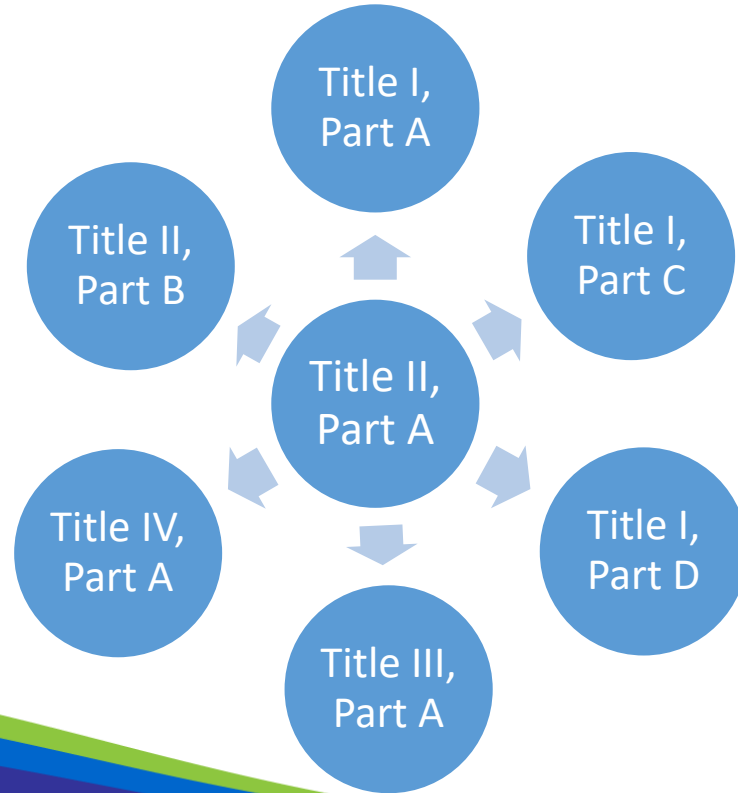 Title I,
Part A
Title II,
Part B
Title I,
Part C
Title II,
Part A
Title IV,
Part A
Title I,
Part D
Title III,
Part A